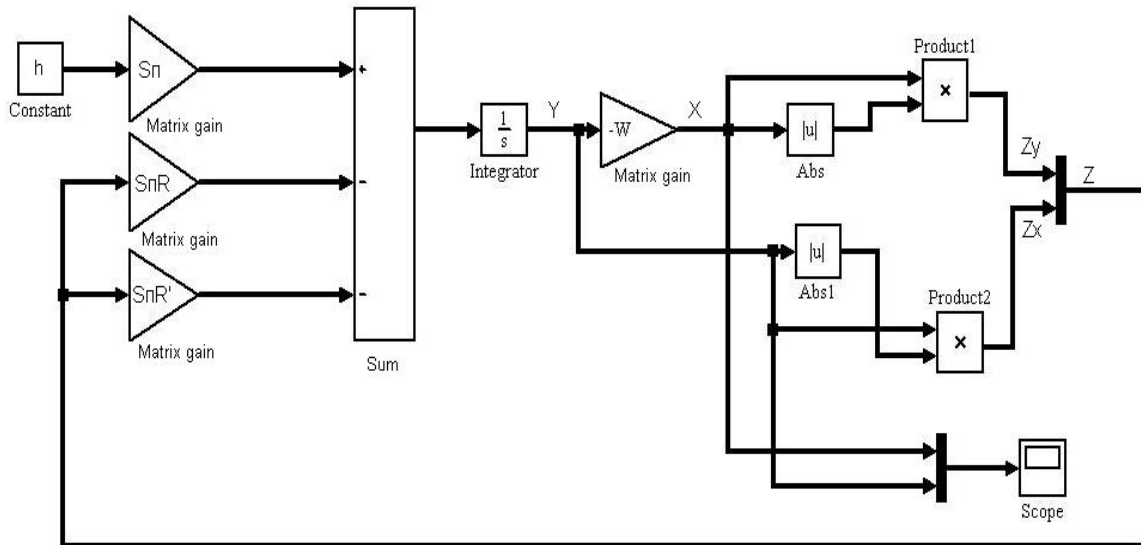 h
Constant
Sп
Matrix gain
SпR
Matrix gain
SпR'
Matrix gain
+
−
−
Sum
1
s
Integrator
Y
-W
Matrix gain
X
|u|
Abs
Product1
×
|u|
Abs1
Product2
×
Zy
Zx
Z
Scope